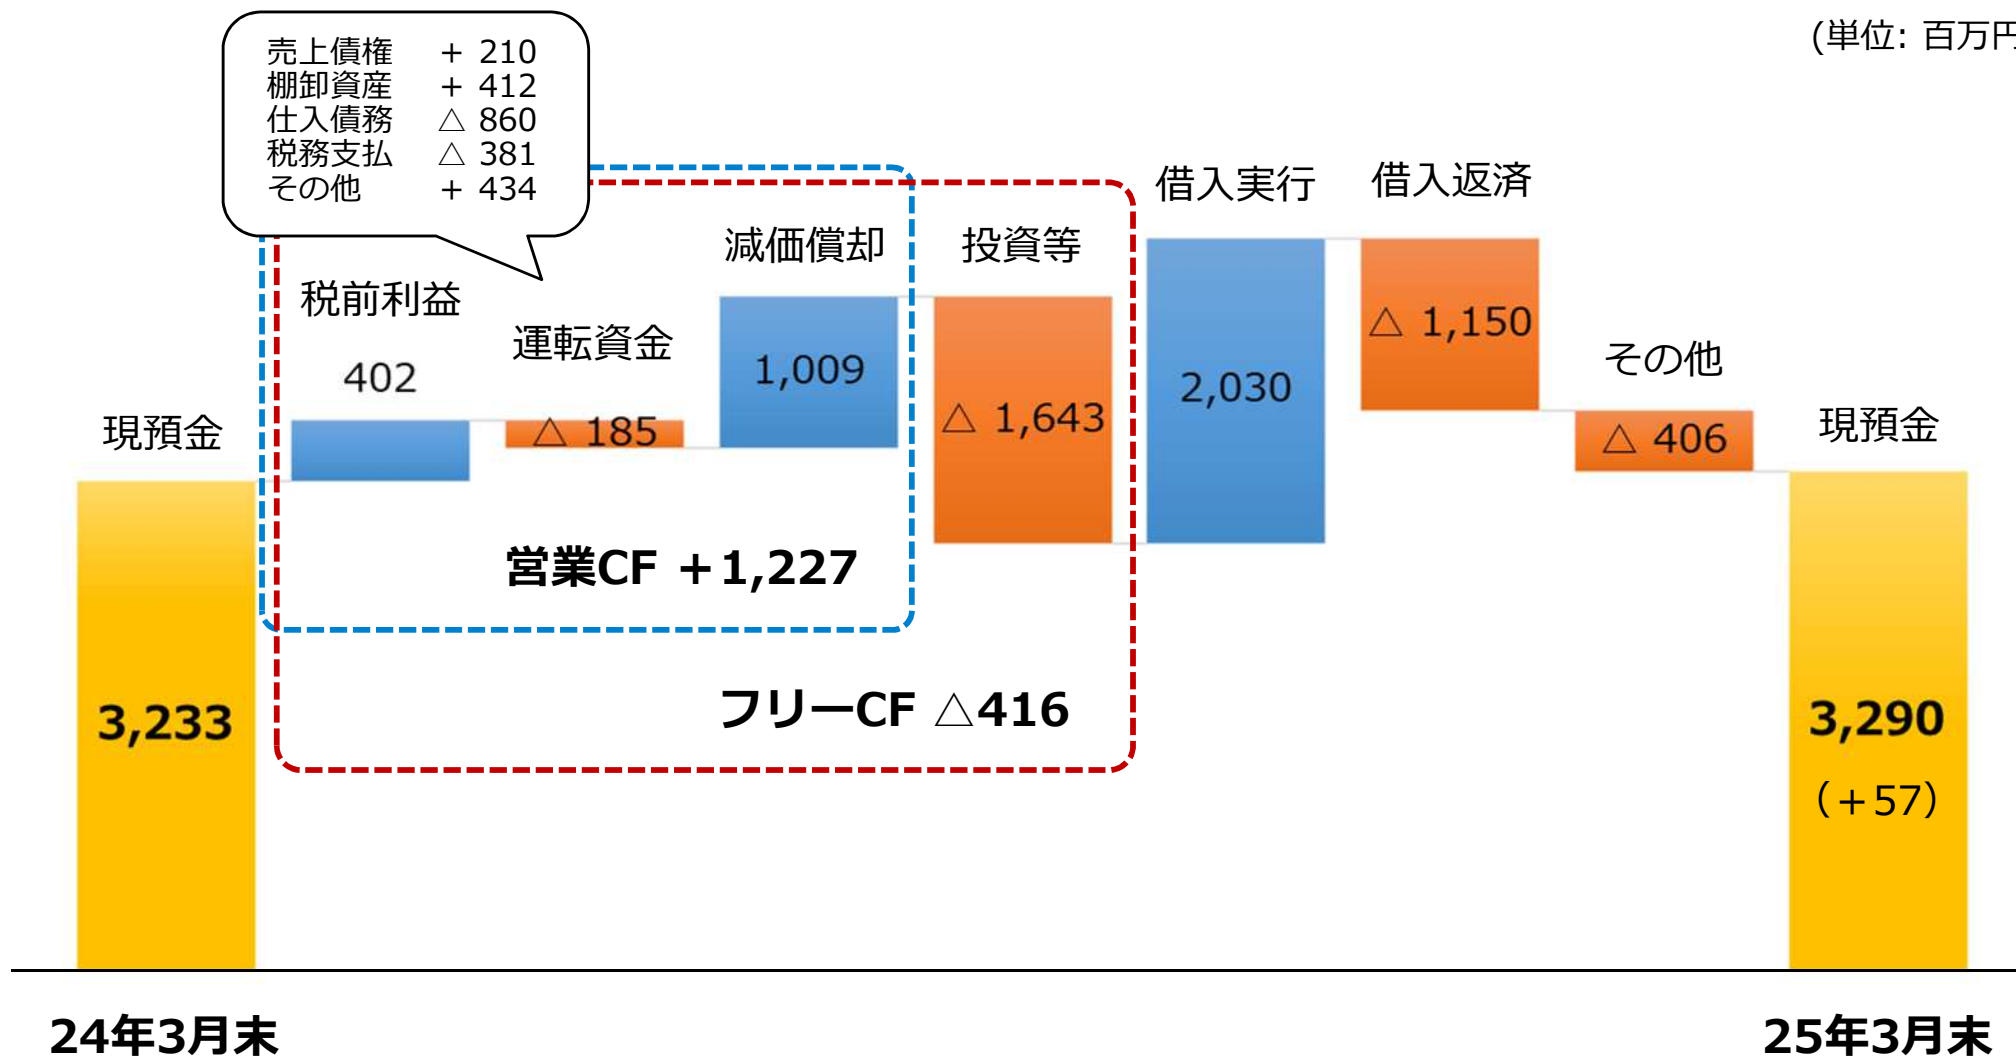 (単位: 百万円
売上債権 + 210
棚卸資産 + 412
仕入債務 △ 860
税務支払 △ 381
その他 + 434
現預金
税前利益
402
運転資金
△ 185
減価償却
1,009
投資等
△ 1,643
借入実行
2,030
借入返済
△ 1,150
その他
△ 406
現預金
営業CF +1,227
フリーCF △416
3,233
3,290
(+57)
24年3月末
25年3月末